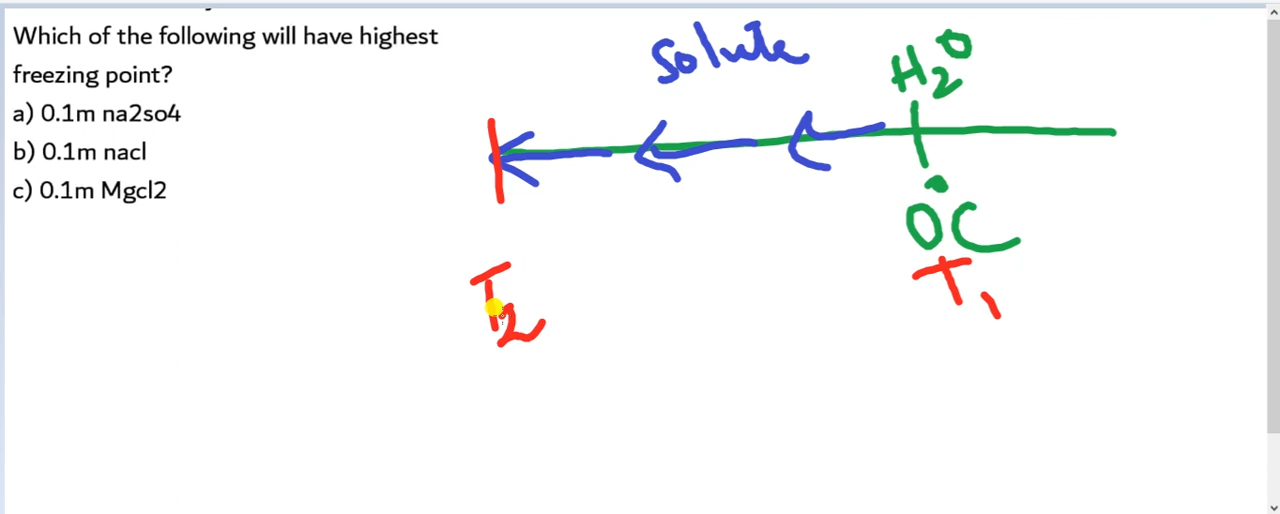 Which of the following will have highest
freezing point?
a) 0.1m na2so4
b) 0.1m nacl
c) 0.1m Mgcl2
Solute
H2O
0C
T1
T2